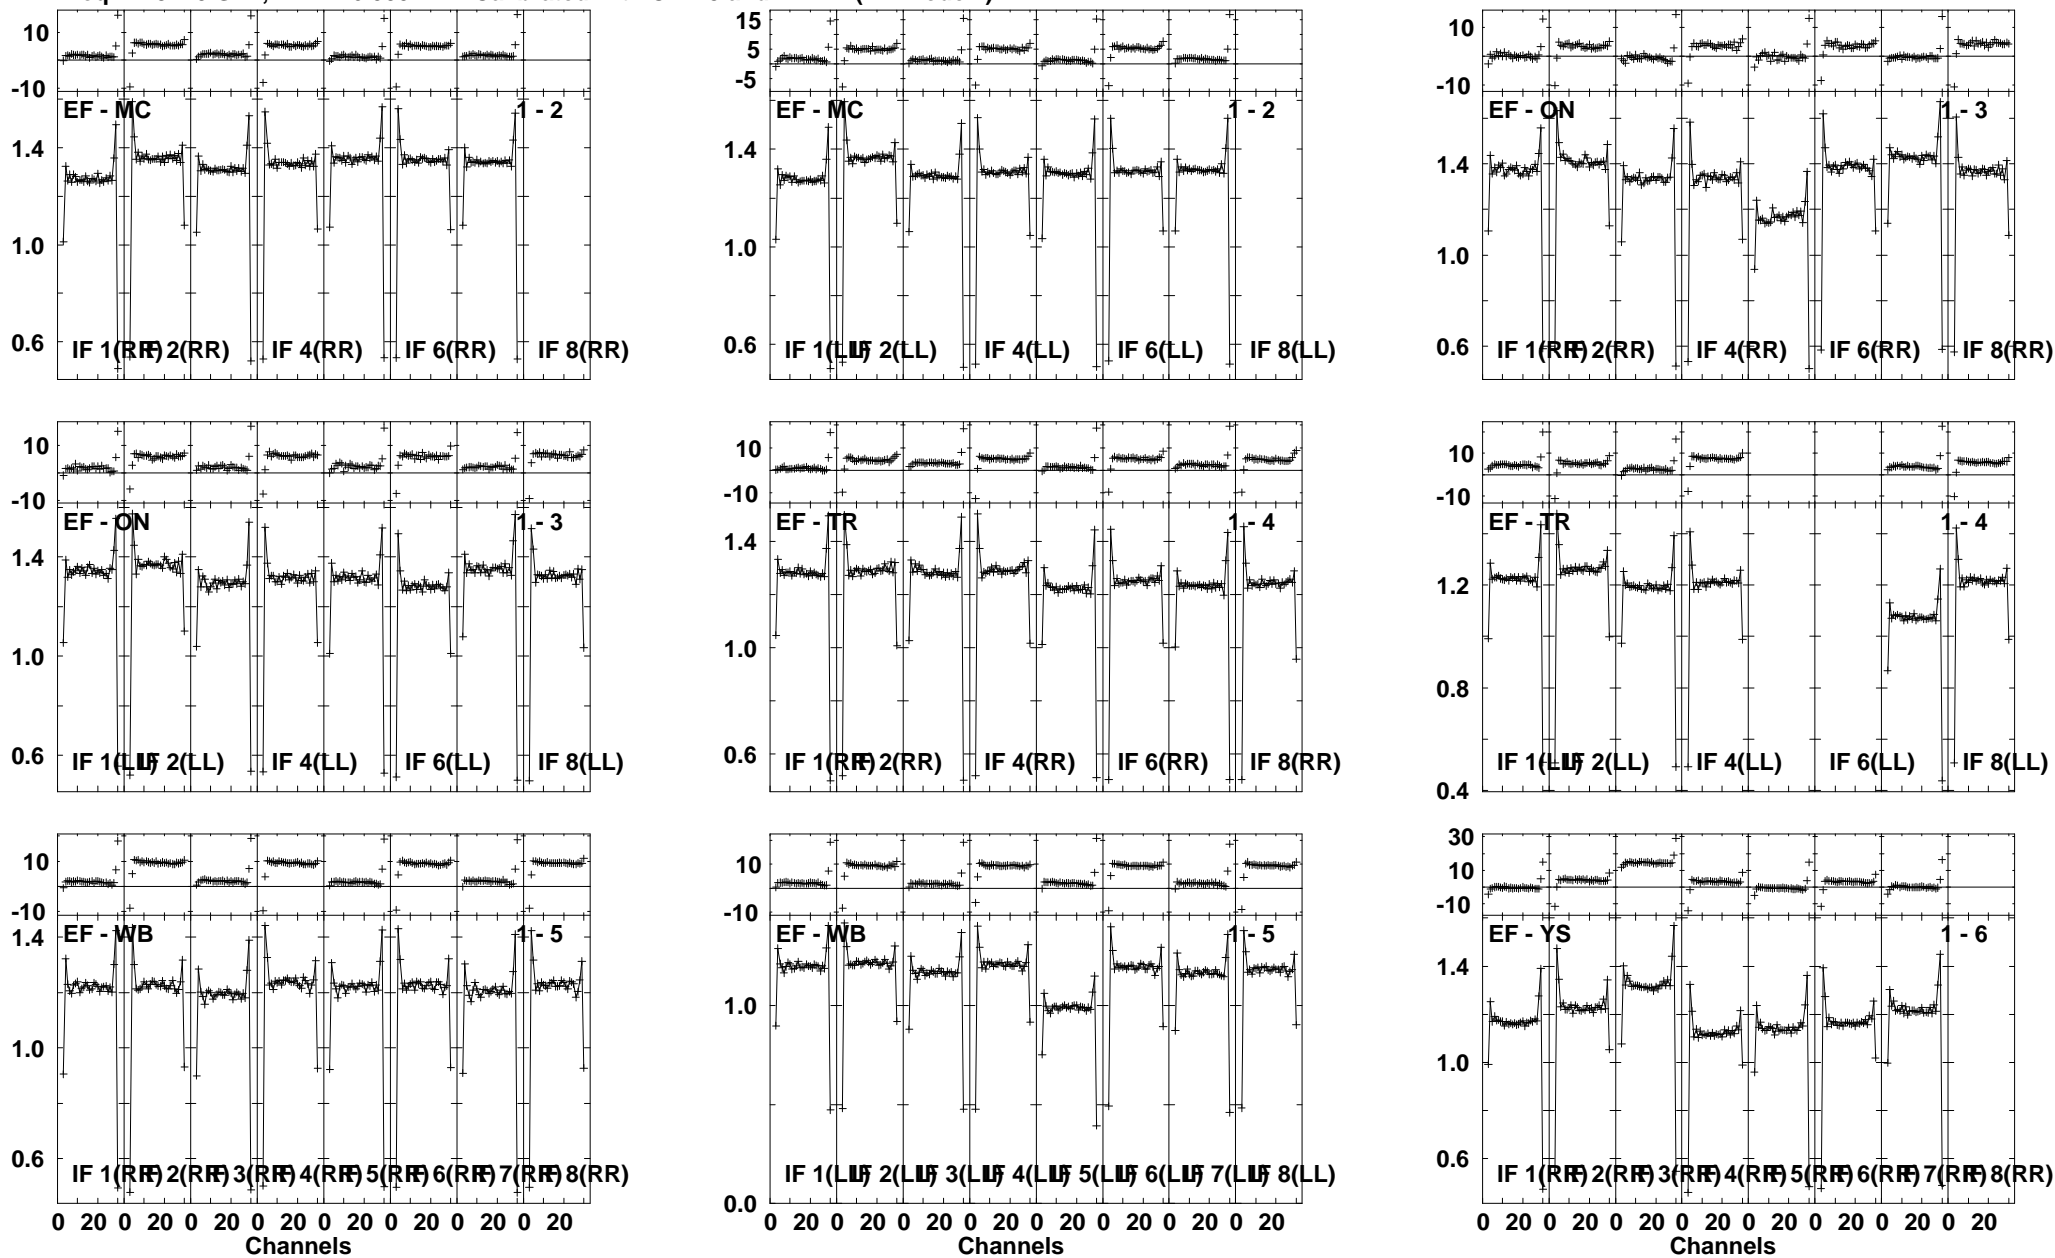 10
-10
EF - MC 1 - 2
1.4
1.0
0.6
IF 1(RR) IF 2(RR) IF 4(RR) IF 6(RR) IF 8(RR)
15
5
-5
EF - MC 1 - 2
1.4
1.0
0.6
IF 1(LL) IF 2(LL) IF 4(LL) IF 6(LL) IF 8(LL)
10
-10
EF - ON 1 - 3
1.4
1.0
0.6
IF 1(RR) IF 2(RR) IF 4(RR) IF 6(RR) IF 8(RR)
10
-10
EF - ON 1 - 3
1.4
1.0
0.6
IF 1(LL) IF 2(LL) IF 4(LL) IF 6(LL) IF 8(LL)
10
-10
EF - TR 1 - 4
1.4
1.0
0.6
IF 1(RR) IF 2(RR) IF 4(RR) IF 6(RR) IF 8(RR)
10
-10
EF - TR 1 - 4
1.2
0.8
0.4
IF 1(LL) IF 2(LL) IF 4(LL) IF 6(LL) IF 8(LL)
10
-10
EF - WB 1 - 5
1.4
1.0
0.6
IF 1(RR) IF 2(RR) IF 3(RR) IF 4(RR) IF 5(RR) IF 6(RR) IF 7(RR) IF 8(RR)
0 20 0 20 0 20 0 20 0 20 0 20 0 20 0 20
Channels
10
-10
EF - WB 1 - 5
1.0
0.0
IF 1(LL) IF 2(LL) IF 3(LL) IF 4(LL) IF 5(LL) IF 6(LL) IF 7(LL) IF 8(LL)
0 20 0 20 0 20 0 20 0 20 0 20 0 20 0 20
Channels
30
10
-10
EF - YS 1 - 6
1.4
1.0
0.6
IF 1(RR) IF 2(RR) IF 3(RR) IF 4(RR) IF 5(RR) IF 6(RR) IF 7(RR) IF 8(RR)
0 20 0 20 0 20 0 20 0 20 0 20 0 20 0 20
Channels